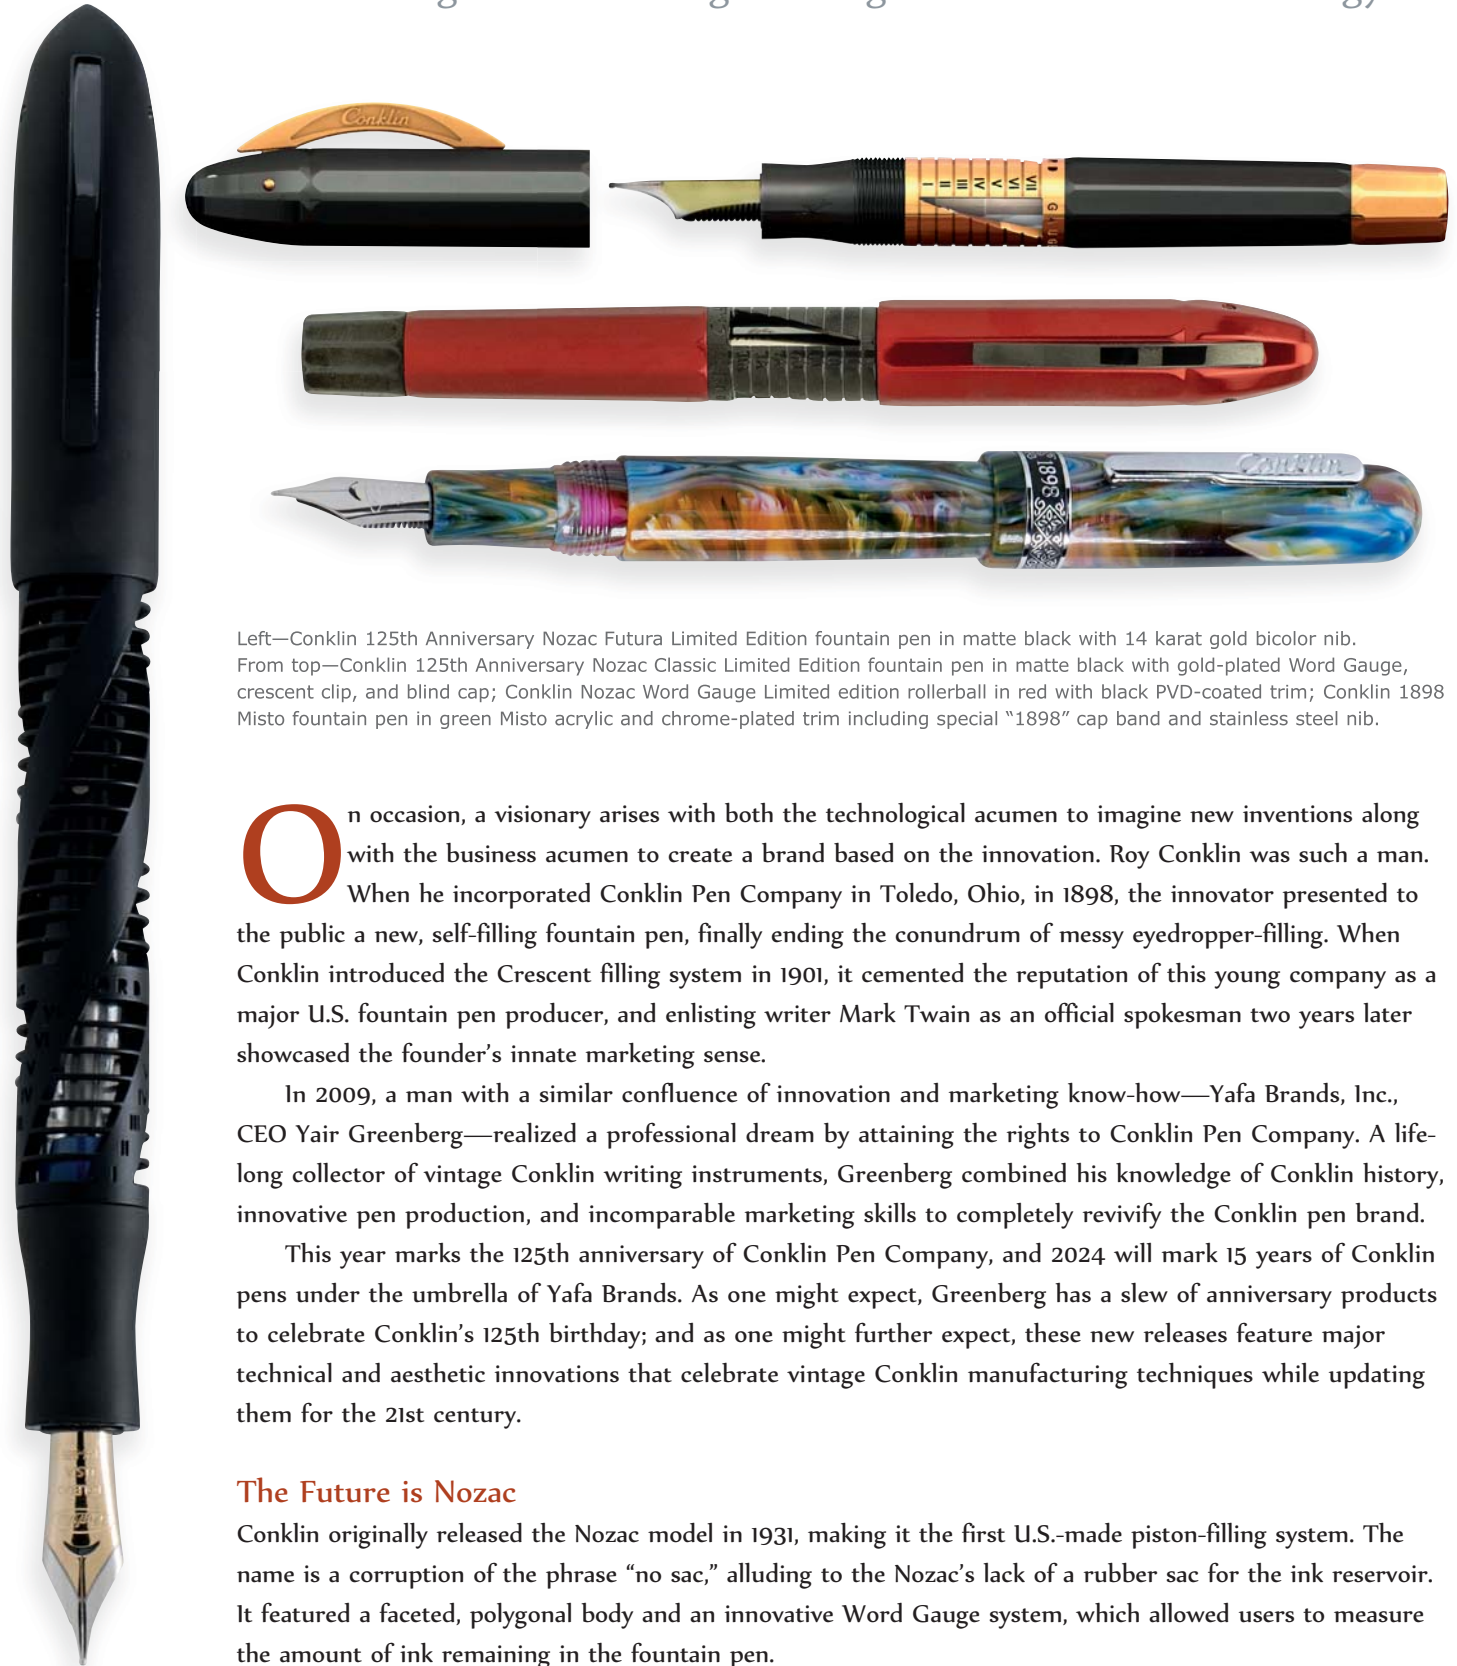 Conklin
I II III IV V VI VII
GAUGE
Conklin
1898
Left—Conklin 125th Anniversary Nozac Futura Limited Edition fountain pen in matte black with 14 karat gold bicolor nib.
From top—Conklin 125th Anniversary Nozac Classic Limited Edition fountain pen in matte black with gold-plated Word Gauge,
crescent clip, and blind cap; Conklin Nozac Word Gauge Limited edition rollerball in red with black PVD-coated trim; Conklin 1898
Misto fountain pen in green Misto acrylic and chrome-plated trim including special “1898” cap band and stainless steel nib.
On occasion, a visionary arises with both the technological acumen to imagine new inventions along
with the business acumen to create a brand based on the innovation. Roy Conklin was such a man.
When he incorporated Conklin Pen Company in Toledo, Ohio, in 1898, the innovator presented to
the public a new, self-filling fountain pen, finally ending the conundrum of messy eyedropper-filling. When
Conklin introduced the Crescent filling system in 1901, it cemented the reputation of this young company as a
major U.S. fountain pen producer, and enlisting writer Mark Twain as an official spokesman two years later
showcased the founder’s innate marketing sense.
In 2009, a man with a similar confluence of innovation and marketing know-how—Yafa Brands, Inc.,
CEO Yair Greenberg—realized a professional dream by attaining the rights to Conklin Pen Company. A life-
long collector of vintage Conklin writing instruments, Greenberg combined his knowledge of Conklin history,
innovative pen production, and incomparable marketing skills to completely revivify the Conklin pen brand.
This year marks the 125th anniversary of Conklin Pen Company, and 2024 will mark 15 years of Conklin
pens under the umbrella of Yafa Brands. As one might expect, Greenberg has a slew of anniversary products
to celebrate Conklin’s 125th birthday; and as one might further expect, these new releases feature major
technical and aesthetic innovations that celebrate vintage Conklin manufacturing techniques while updating
them for the 21st century.
The Future is Nozac
Conklin originally released the Nozac model in 1931, making it the first U.S.-made piston-filling system. The
name is a corruption of the phrase “no sac,” alluding to the Nozac’s lack of a rubber sac for the ink reservoir.
It featured a faceted, polygonal body and an innovative Word Gauge system, which allowed users to measure
the amount of ink remaining in the fountain pen.